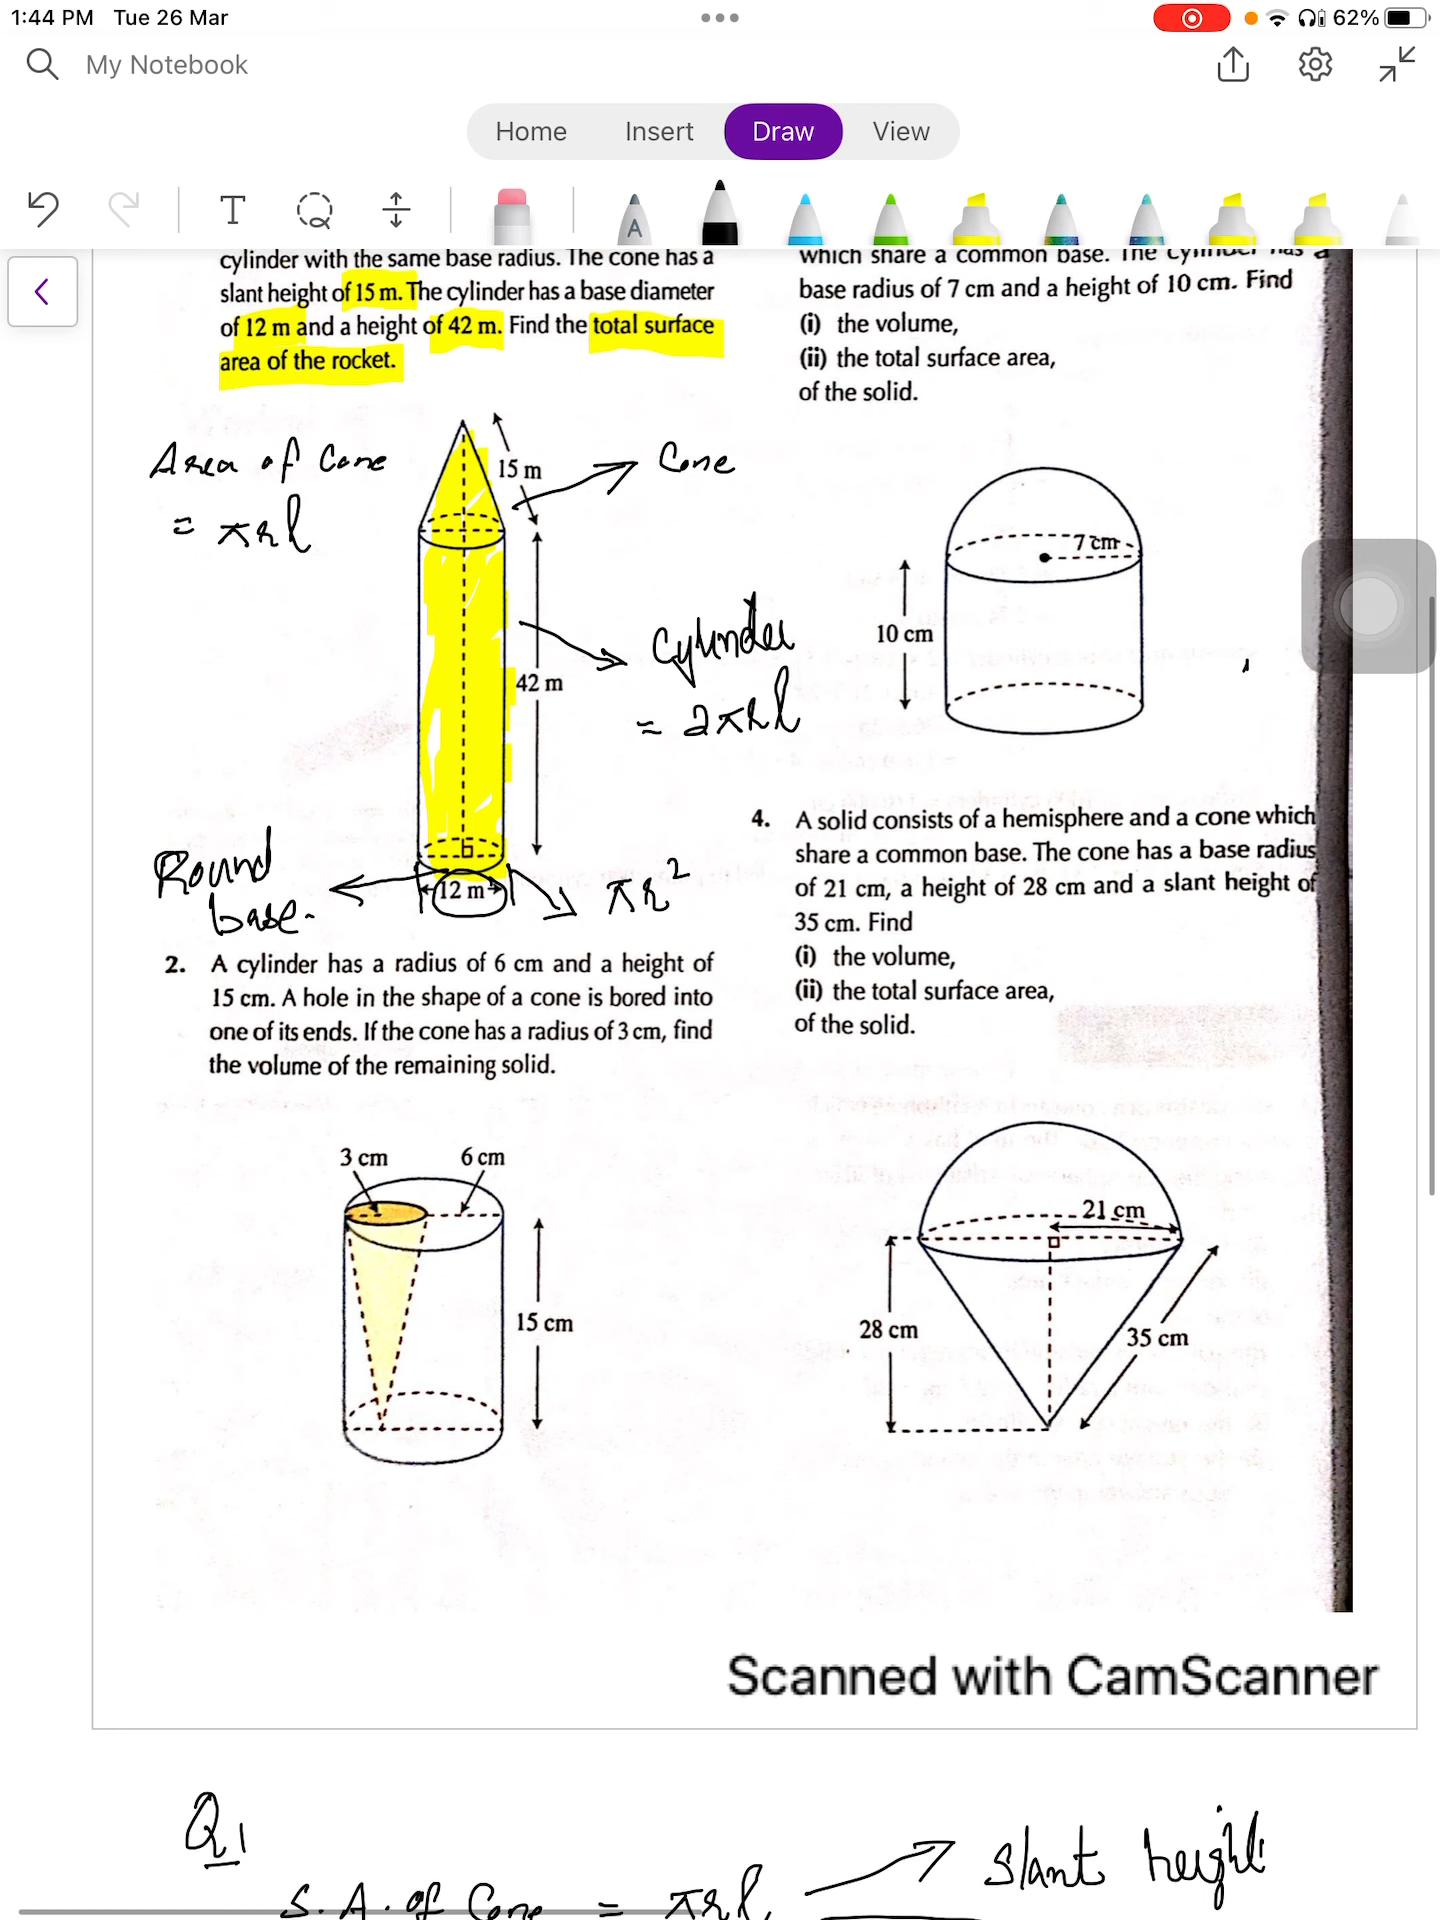 1:44 PM Tue 26 Mar
62%
My Notebook
Home Insert Draw View
T
A
cylinder with the same base radius. The cone has a
slant height of 15 m. The cylinder has a base diameter
of 12 m and a height of 42 m. Find the total surface
area of the rocket.
Area of Cone
= πrl
15 m
Cone
Cylinder
= 2πrl
42 m
6
12 m
Round
base.
πr²
2. A cylinder has a radius of 6 cm and a height of
15 cm. A hole in the shape of a cone is bored into
one of its ends. If the cone has a radius of 3 cm, find
the volume of the remaining solid.
3 cm 6 cm
15 cm
which share a common base. The cylinder has a
base radius of 7 cm and a height of 10 cm. Find
(i) the volume,
(ii) the total surface area,
of the solid.
7 cm
10 cm
4. A solid consists of a hemisphere and a cone which
share a common base. The cone has a base radius
of 21 cm, a height of 28 cm and a slant height of
35 cm. Find
(i) the volume,
(ii) the total surface area,
of the solid.
21 cm
28 cm
35 cm
Scanned with CamScanner
Q1
S.A. of Cone = πrl
slant height